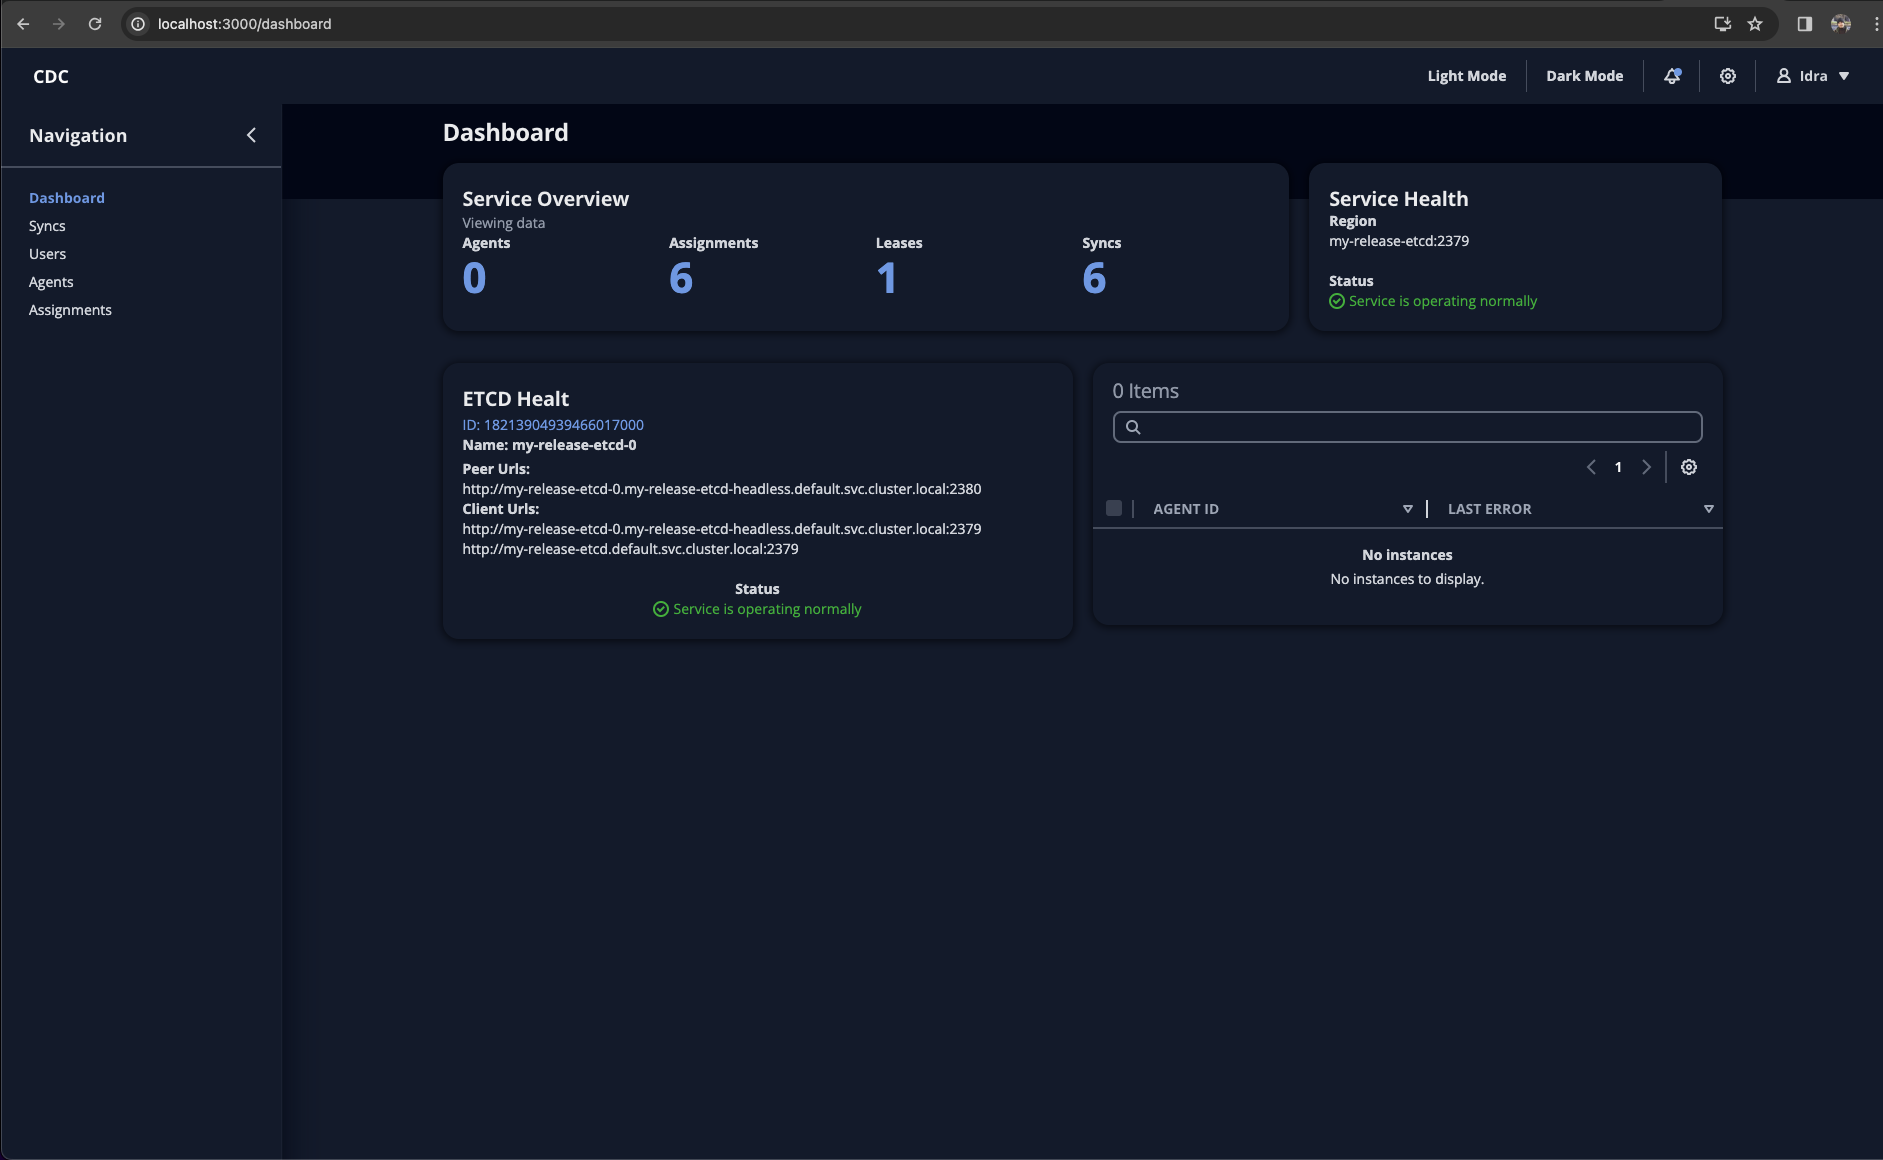 localhost:3000/dashboard
CDC
Light Mode
Dark Mode
Idra
Navigation
Dashboard
Syncs
Users
Agents
Assignments
Dashboard
Service Overview
Viewing data
Agents
0
Assignments
6
Leases
1
Syncs
6
Service Health
Region
my-release-etcd:2379
Status
Service is operating normally
ETCD Healt
ID: 18213904939466017000
Name: my-release-etcd-0
Peer Urls:
http://my-release-etcd-0.my-release-etcd-headless.default.svc.cluster.local:2380
Client Urls:
http://my-release-etcd-0.my-release-etcd-headless.default.svc.cluster.local:2379
http://my-release-etcd.default.svc.cluster.local:2379
Status
Service is operating normally
0 Items
1
AGENT ID
LAST ERROR
No instances
No instances to display.